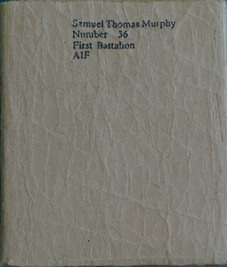 Samuel Thomas Murphy
Number 36
First Battalion
AIF